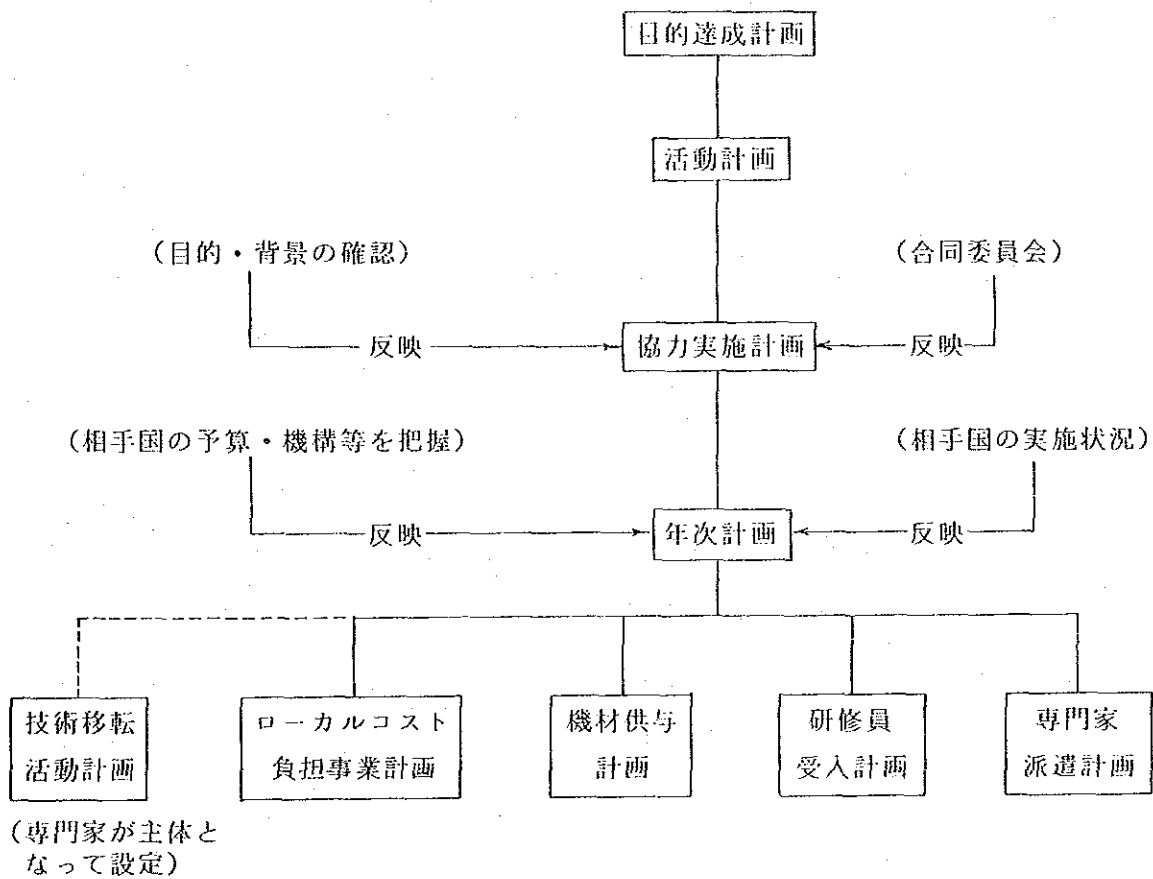 目的達成計画
活動計画
(目的・背景の確認)
(合同委員会)
反映
協力実施計画
反映
(相手国の予算・機構等を把握)
(相手国の実施状況)
反映
年次計画
反映
技術移転
活動計画
ローカルコスト
負担事業計画
機材供与
計画
研修員
受入計画
専門家
派遣計画
(専門家が主体と
なって設定)